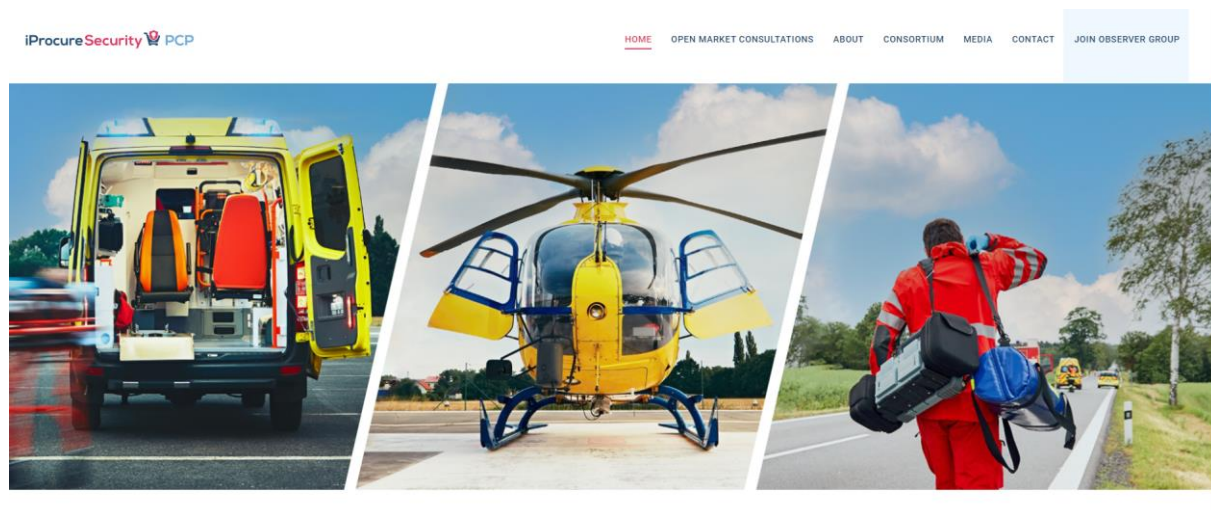 iProcureSecurity PCP
HOME OPEN MARKET CONSULTATIONS ABOUT CONSORTIUM MEDIA CONTACT JOIN OBSERVER GROUP